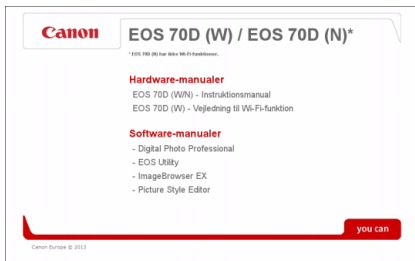 Canon
EOS 70D (W) / EOS 70D (N)*
* EOS 70D (N) har ikke Wi-Fi-funktioner.
Hardware-manualer
EOS 70D (W/N) - Instruktionsmanual
EOS 70D (W) - Vejledning til Wi-Fi-funktion
Software-manualer
- Digital Photo Professional
- EOS Utility
- ImageBrowser EX
- Picture Style Editor
you can
Canon Europe © 2013